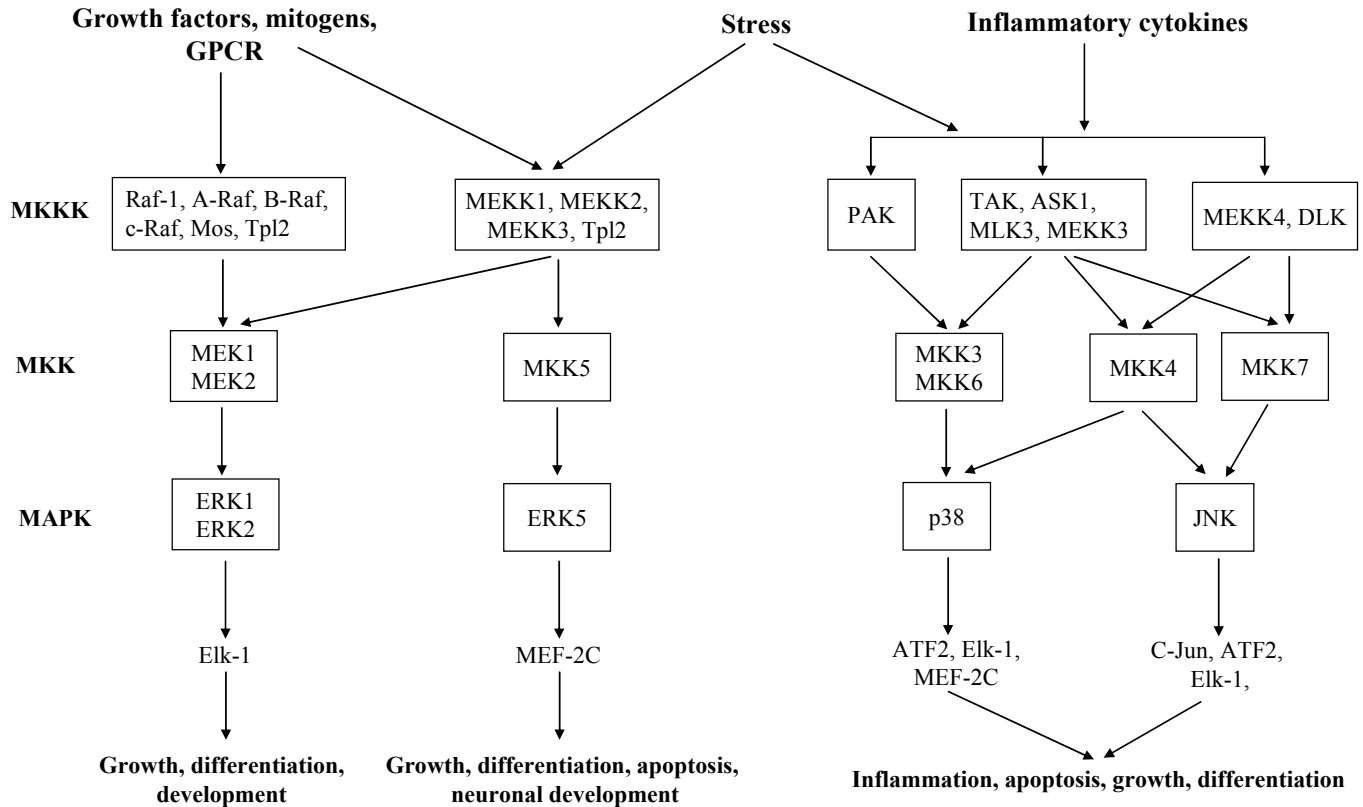 Growth factors, mitogens,
GPCR
Stress
Inflammatory cytokines
MKKK
Raf-1, A-Raf, B-Raf,
c-Raf, Mos, Tpl2
MEKK1, MEKK2,
MEKK3, Tpl2
PAK
TAK, ASK1,
MLK3, MEKK3
MEKK4, DLK
MKK
MEK1
MEK2
MKK5
MKK3
MKK6
MKK4
MKK7
MAPK
ERK1
ERK2
ERK5
p38
JNK
Elk-1
MEF-2C
ATF2, Elk-1,
MEF-2C
C-Jun, ATF2,
Elk-1,
Growth, differentiation,
development
Growth, differentiation, apoptosis,
neuronal development
Inflammation, apoptosis, growth, differentiation